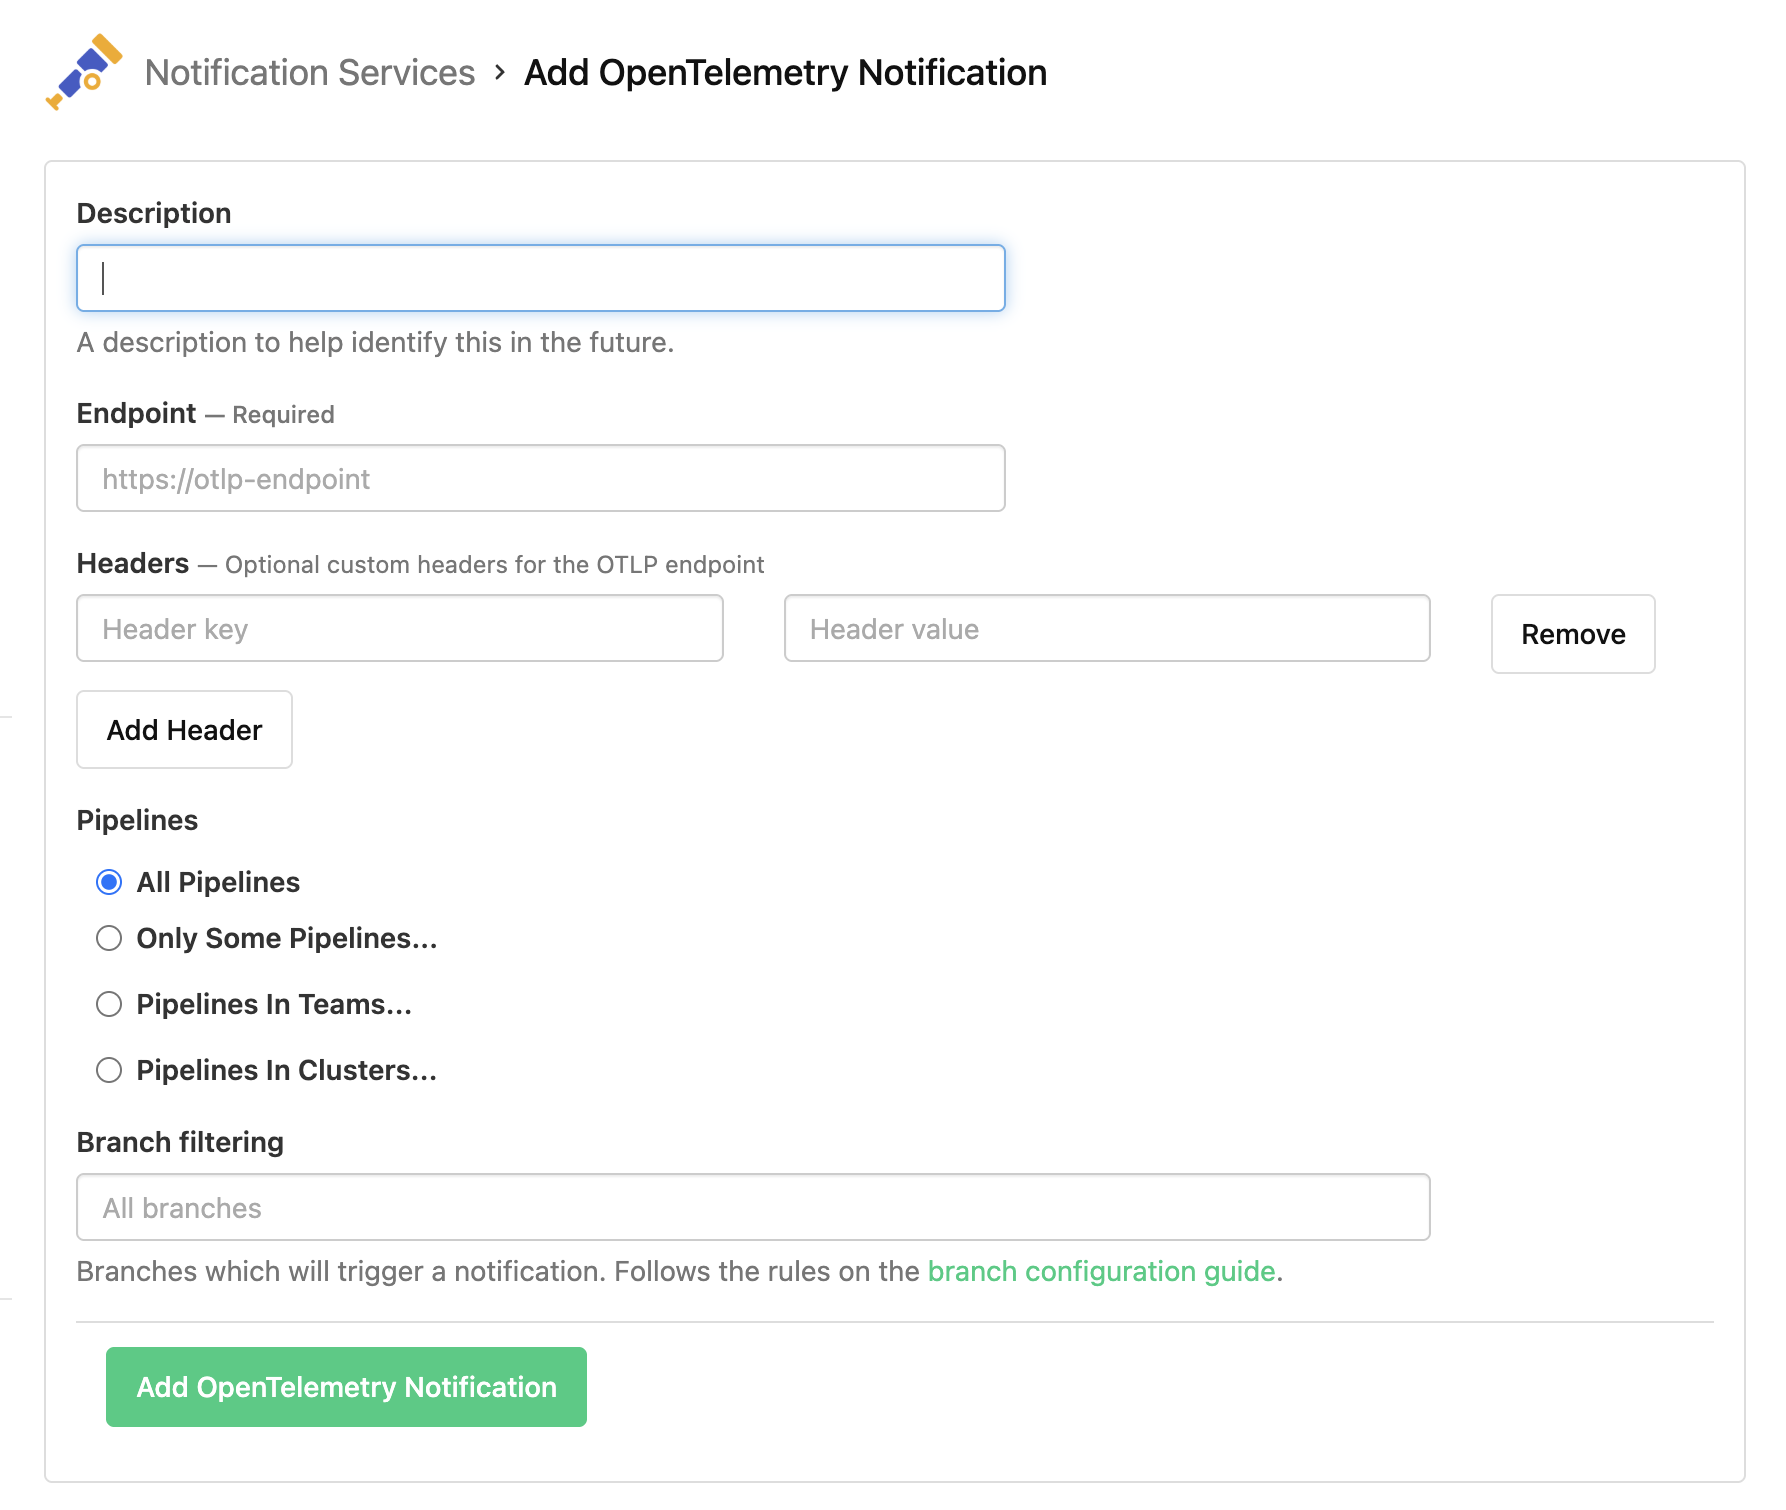 Notification Services › Add OpenTelemetry Notification
Description
A description to help identify this in the future.
Endpoint — Required
https://otlp-endpoint
Headers — Optional custom headers for the OTLP endpoint
Header key Header value Remove
Add Header
Pipelines
All Pipelines
Only Some Pipelines...
Pipelines In Teams...
Pipelines In Clusters...
Branch filtering
All branches
Branches which will trigger a notification. Follows the rules on the branch configuration guide.
Add OpenTelemetry Notification